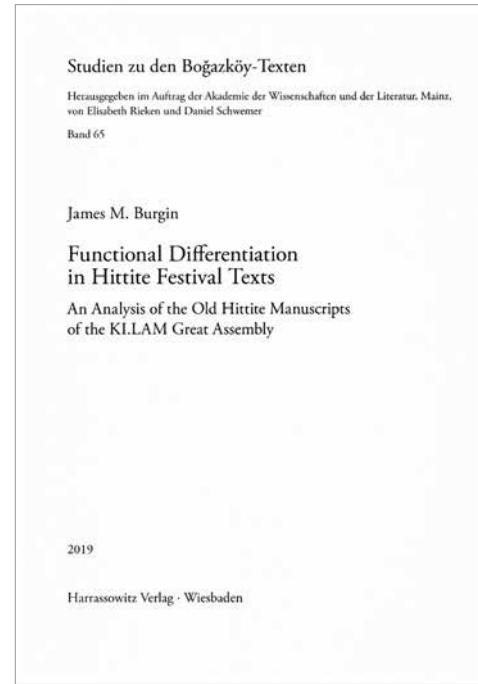 Studien zu den Boğazköy-Texten
Herausgegeben im Auftrag der Akademie der Wissenschaften und der Literatur, Mainz,
von Elisabeth Rieken und Daniel Schwemer
Band 65
James M. Burgin
Functional Differentiation
in Hittite Festival Texts
An Analysis of the Old Hittite Manuscripts
of the KI.LAM Great Assembly
2019
Harrassowitz Verlag · Wiesbaden